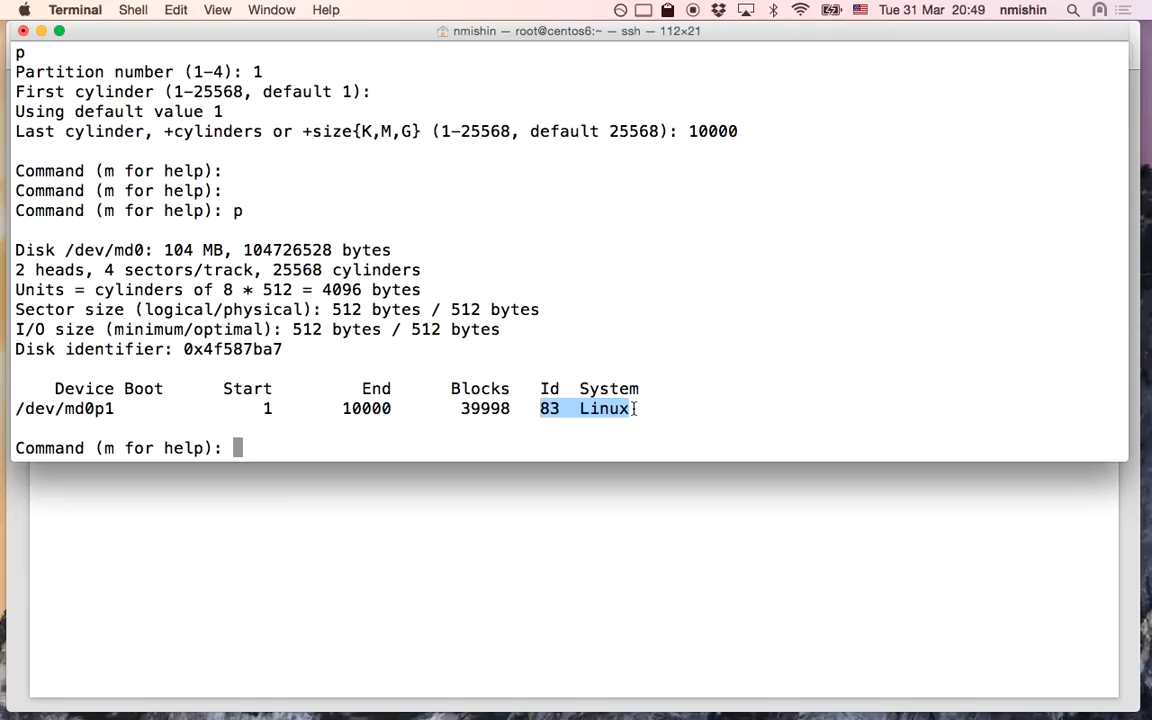 Terminal Shell Edit View Window Help Tue 31 Mar 20:49 nmishin
nmishin — root@centos6:~ — ssh — 112×21
p
Partition number (1-4): 1
First cylinder (1-25568, default 1):
Using default value 1
Last cylinder, +cylinders or +size{K,M,G} (1-25568, default 25568): 10000
Command (m for help):
Command (m for help):
Command (m for help): p
Disk /dev/md0: 104 MB, 104726528 bytes
2 heads, 4 sectors/track, 25568 cylinders
Units = cylinders of 8 * 512 = 4096 bytes
Sector size (logical/physical): 512 bytes / 512 bytes
I/O size (minimum/optimal): 512 bytes / 512 bytes
Disk identifier: 0x4f587ba7
Device Boot Start End Blocks Id System
/dev/md0p1 1 10000 39998 83 Linux
Command (m for help):